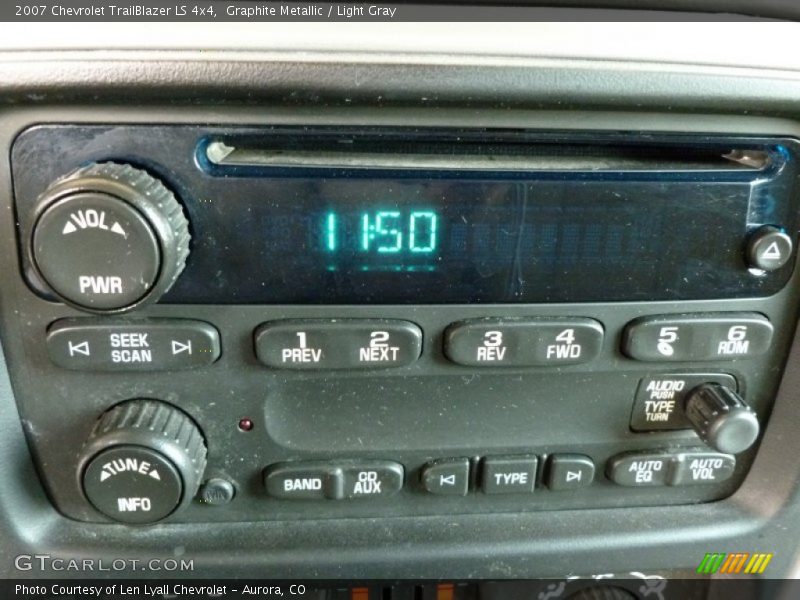 2007 Chevrolet TrailBlazer LS 4x4, Graphite Metallic / Light Gray
VOL
PWR
11:50
SEEK
SCAN
1 PREV
2 NEXT
3 REV
4 FWD
5
6 RDM
AUDIO
PUSH
TYPE
TURN
TUNE
INFO
BAND
CD
AUX
TYPE
AUTO
EQ
AUTO
VOL
GTCARLOT.COM
Photo Courtesy of Len Lyall Chevrolet - Aurora, CO